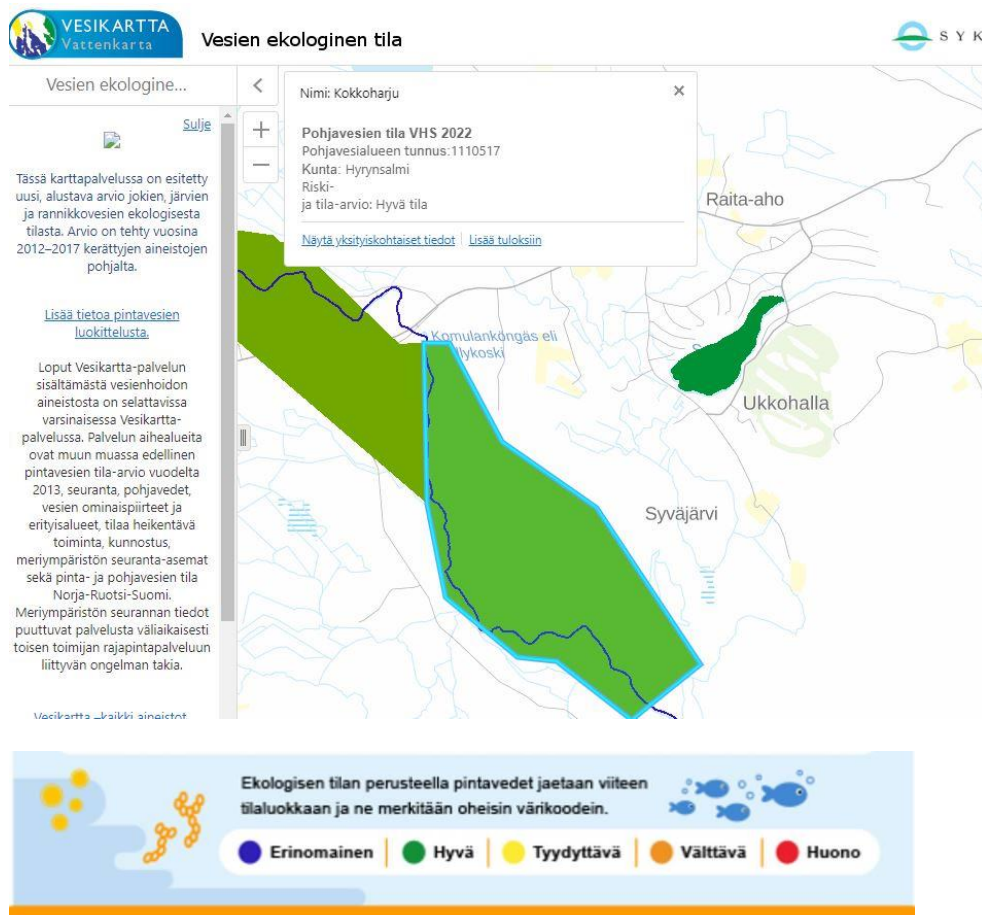 VESIKARTTA
Vattenkarta
Vesien ekologinen tila
S Y K
Vesien ekologine...
Sulje
Tässä karttapalvelussa on esitetty
uusi, alustava arvio jokien, järvien
ja rannikkovesien ekologisesta
tilasta. Arvio on tehty vuosina
2012–2017 kerättyjen aineistojen
pohjalta.
Lisää tietoa pintavesien
luokittelusta.
Loput Vesikartta-palvelun
sisältämästä vesienhoidon
aineistosta on selattavissa
varsinaisessa Vesikartta-
palvelussa. Palvelun aihealueita
ovat muun muassa edellinen
pintavesien tila-arvio vuodelta
2013, seuranta, pohjavedet,
vesien ominaispiirteet ja
erityisalueet, tilaa heikentävä
toiminta, kunnostus,
meriympäristön seuranta-asemat
sekä pinta- ja pohjavesien tila
Norja-Ruotsi-Suomi.
Meriympäristön seurannan tiedot
puuttuvat palvelusta väliaikaisesti
toisen toimijan rajapintapalveluun
liittyvän ongelman takia.
Vesikartta –kaikki aineistot
Nimi: Kokkoharju
Pohjavesien tila VHS 2022
Pohjavesialueen tunnus:1110517
Kunta: Hyrynsalmi
Riski-
ja tila-arvio: Hyvä tila
Näytä yksityiskohtaiset tiedot
Lisää tuloksiin
Raita-aho
Komulanköngäs eli
lykoski
Ukkohalla
Syväjärvi
Ekologisen tilan perusteella pintavedet jaetaan viiteen
tilaluokkaan ja ne merkitään oheisin värikoodein.
Erinomainen
Hyvä
Tyydyttävä
Välttävä
Huono